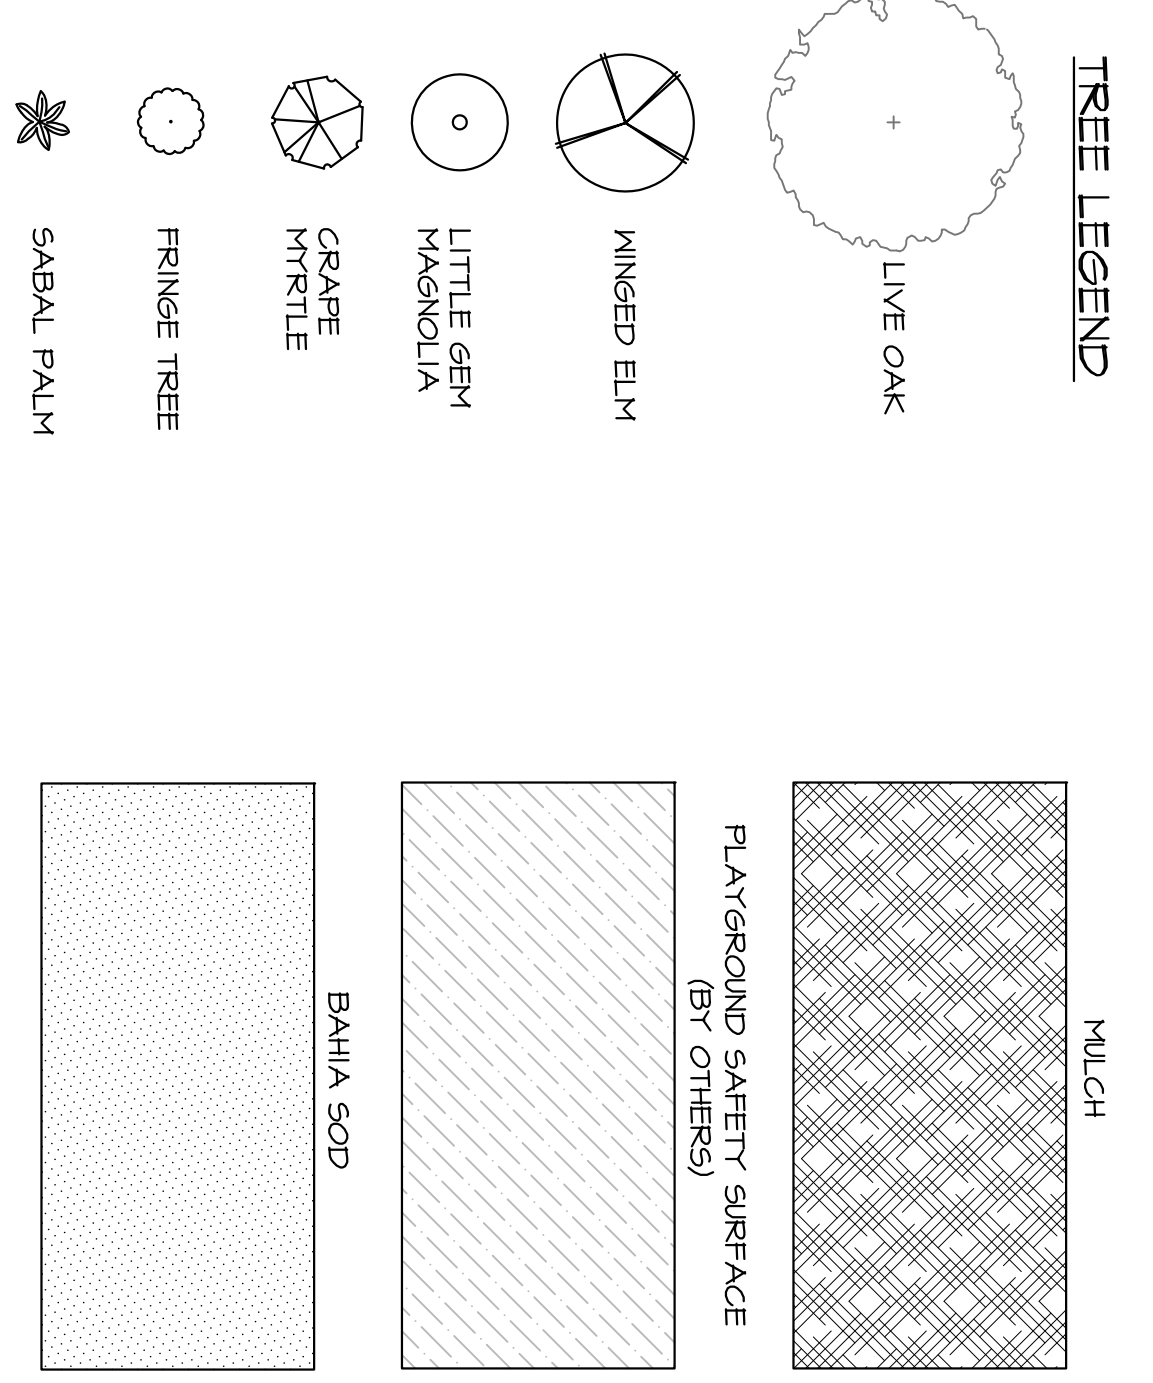 TREE LEGEND
LIVE OAK
WINGED ELM
LITTLE GEM
MAGNOLIA
CRAPE
MYRTLE
FRINGE TREE
SABAL PALM
MULCH
PLAYGROUND SAFETY SURFACE
(BY OTHERS)
BAHIA SOD